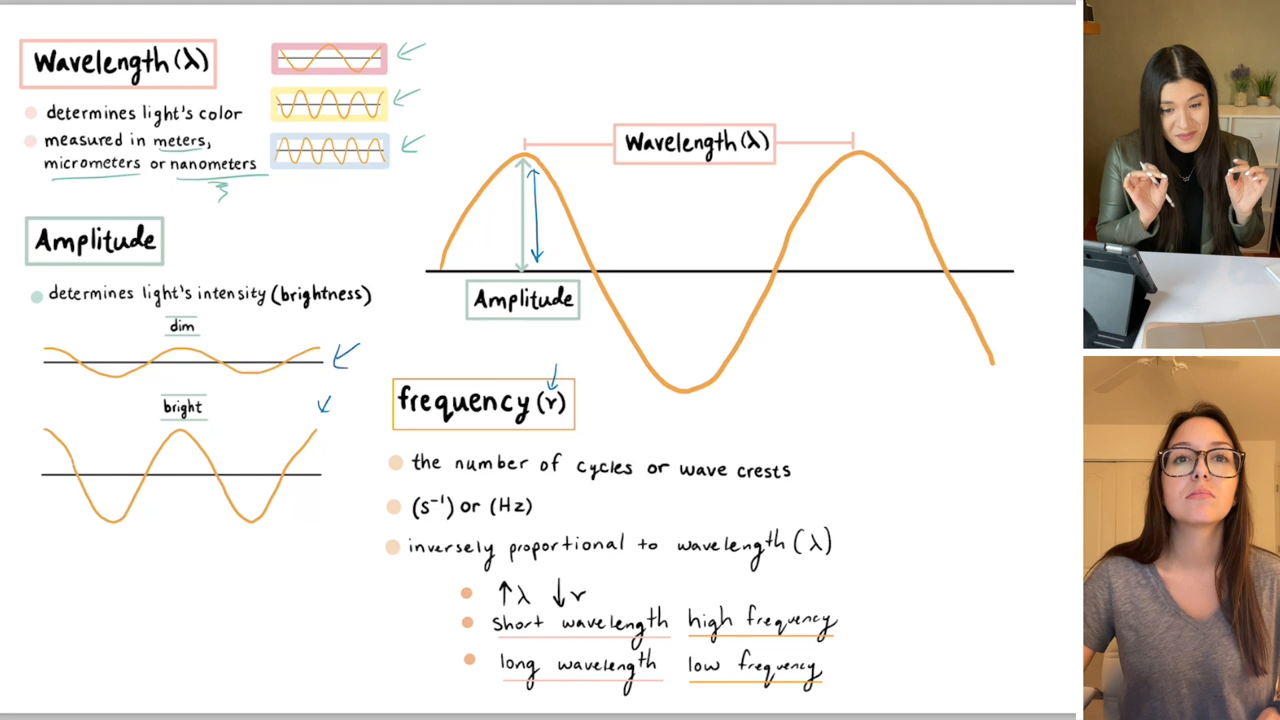 Wavelength (λ)
determines light's color
measured in meters,
micrometers or nanometers
Amplitude
determines light's intensity (brightness)
dim
bright
Wavelength (λ)
Amplitude
frequency (ν)
the number of cycles or wave crests
(s⁻¹) or (Hz)
inversely proportional to wavelength (λ)
↑λ ↓ν
short wavelength high frequency
long wavelength low frequency